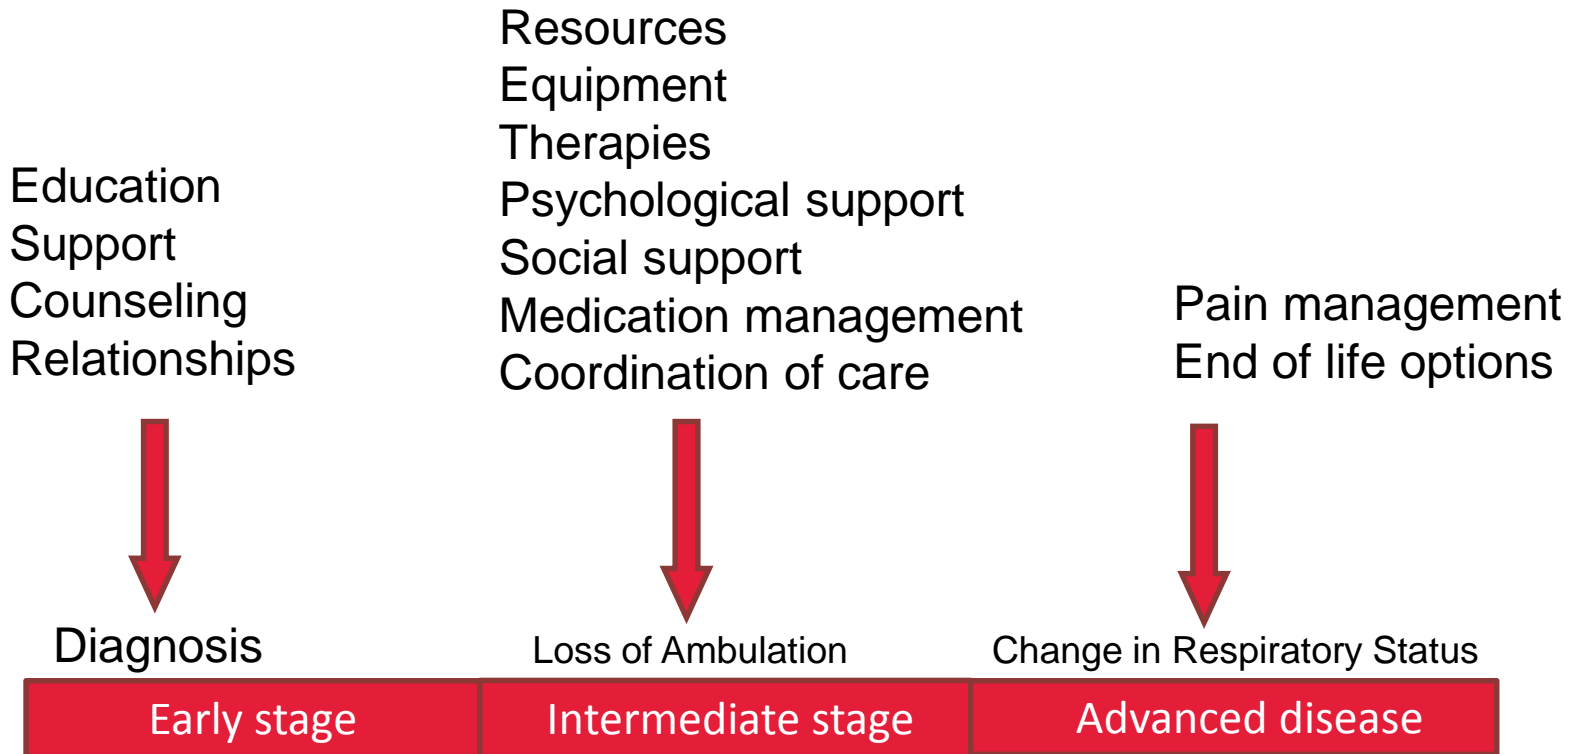 Education
Support
Counseling
Relationships
Resources
Equipment
Therapies
Psychological support
Social support
Medication management
Coordination of care
Pain management
End of life options
Diagnosis
Loss of Ambulation
Change in Respiratory Status
Early stage
Intermediate stage
Advanced disease